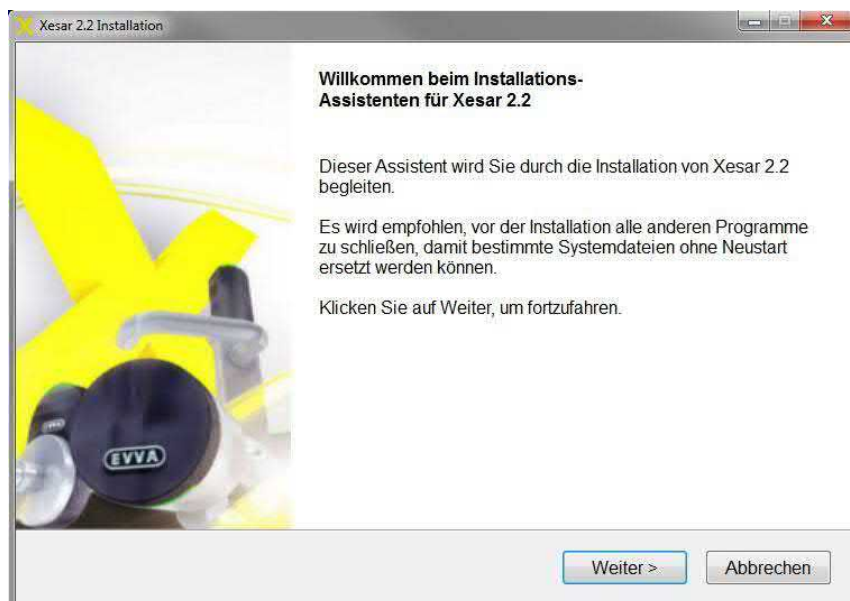 Xesar 2.2 Installation
Willkommen beim Installations-
Assistenten für Xesar 2.2
Dieser Assistent wird Sie durch die Installation von Xesar 2.2
begleiten.
Es wird empfohlen, vor der Installation alle anderen Programme
zu schließen, damit bestimmte Systemdateien ohne Neustart
ersetzt werden können.
Klicken Sie auf Weiter, um fortzufahren.
EVVA
Weiter >
Abbrechen